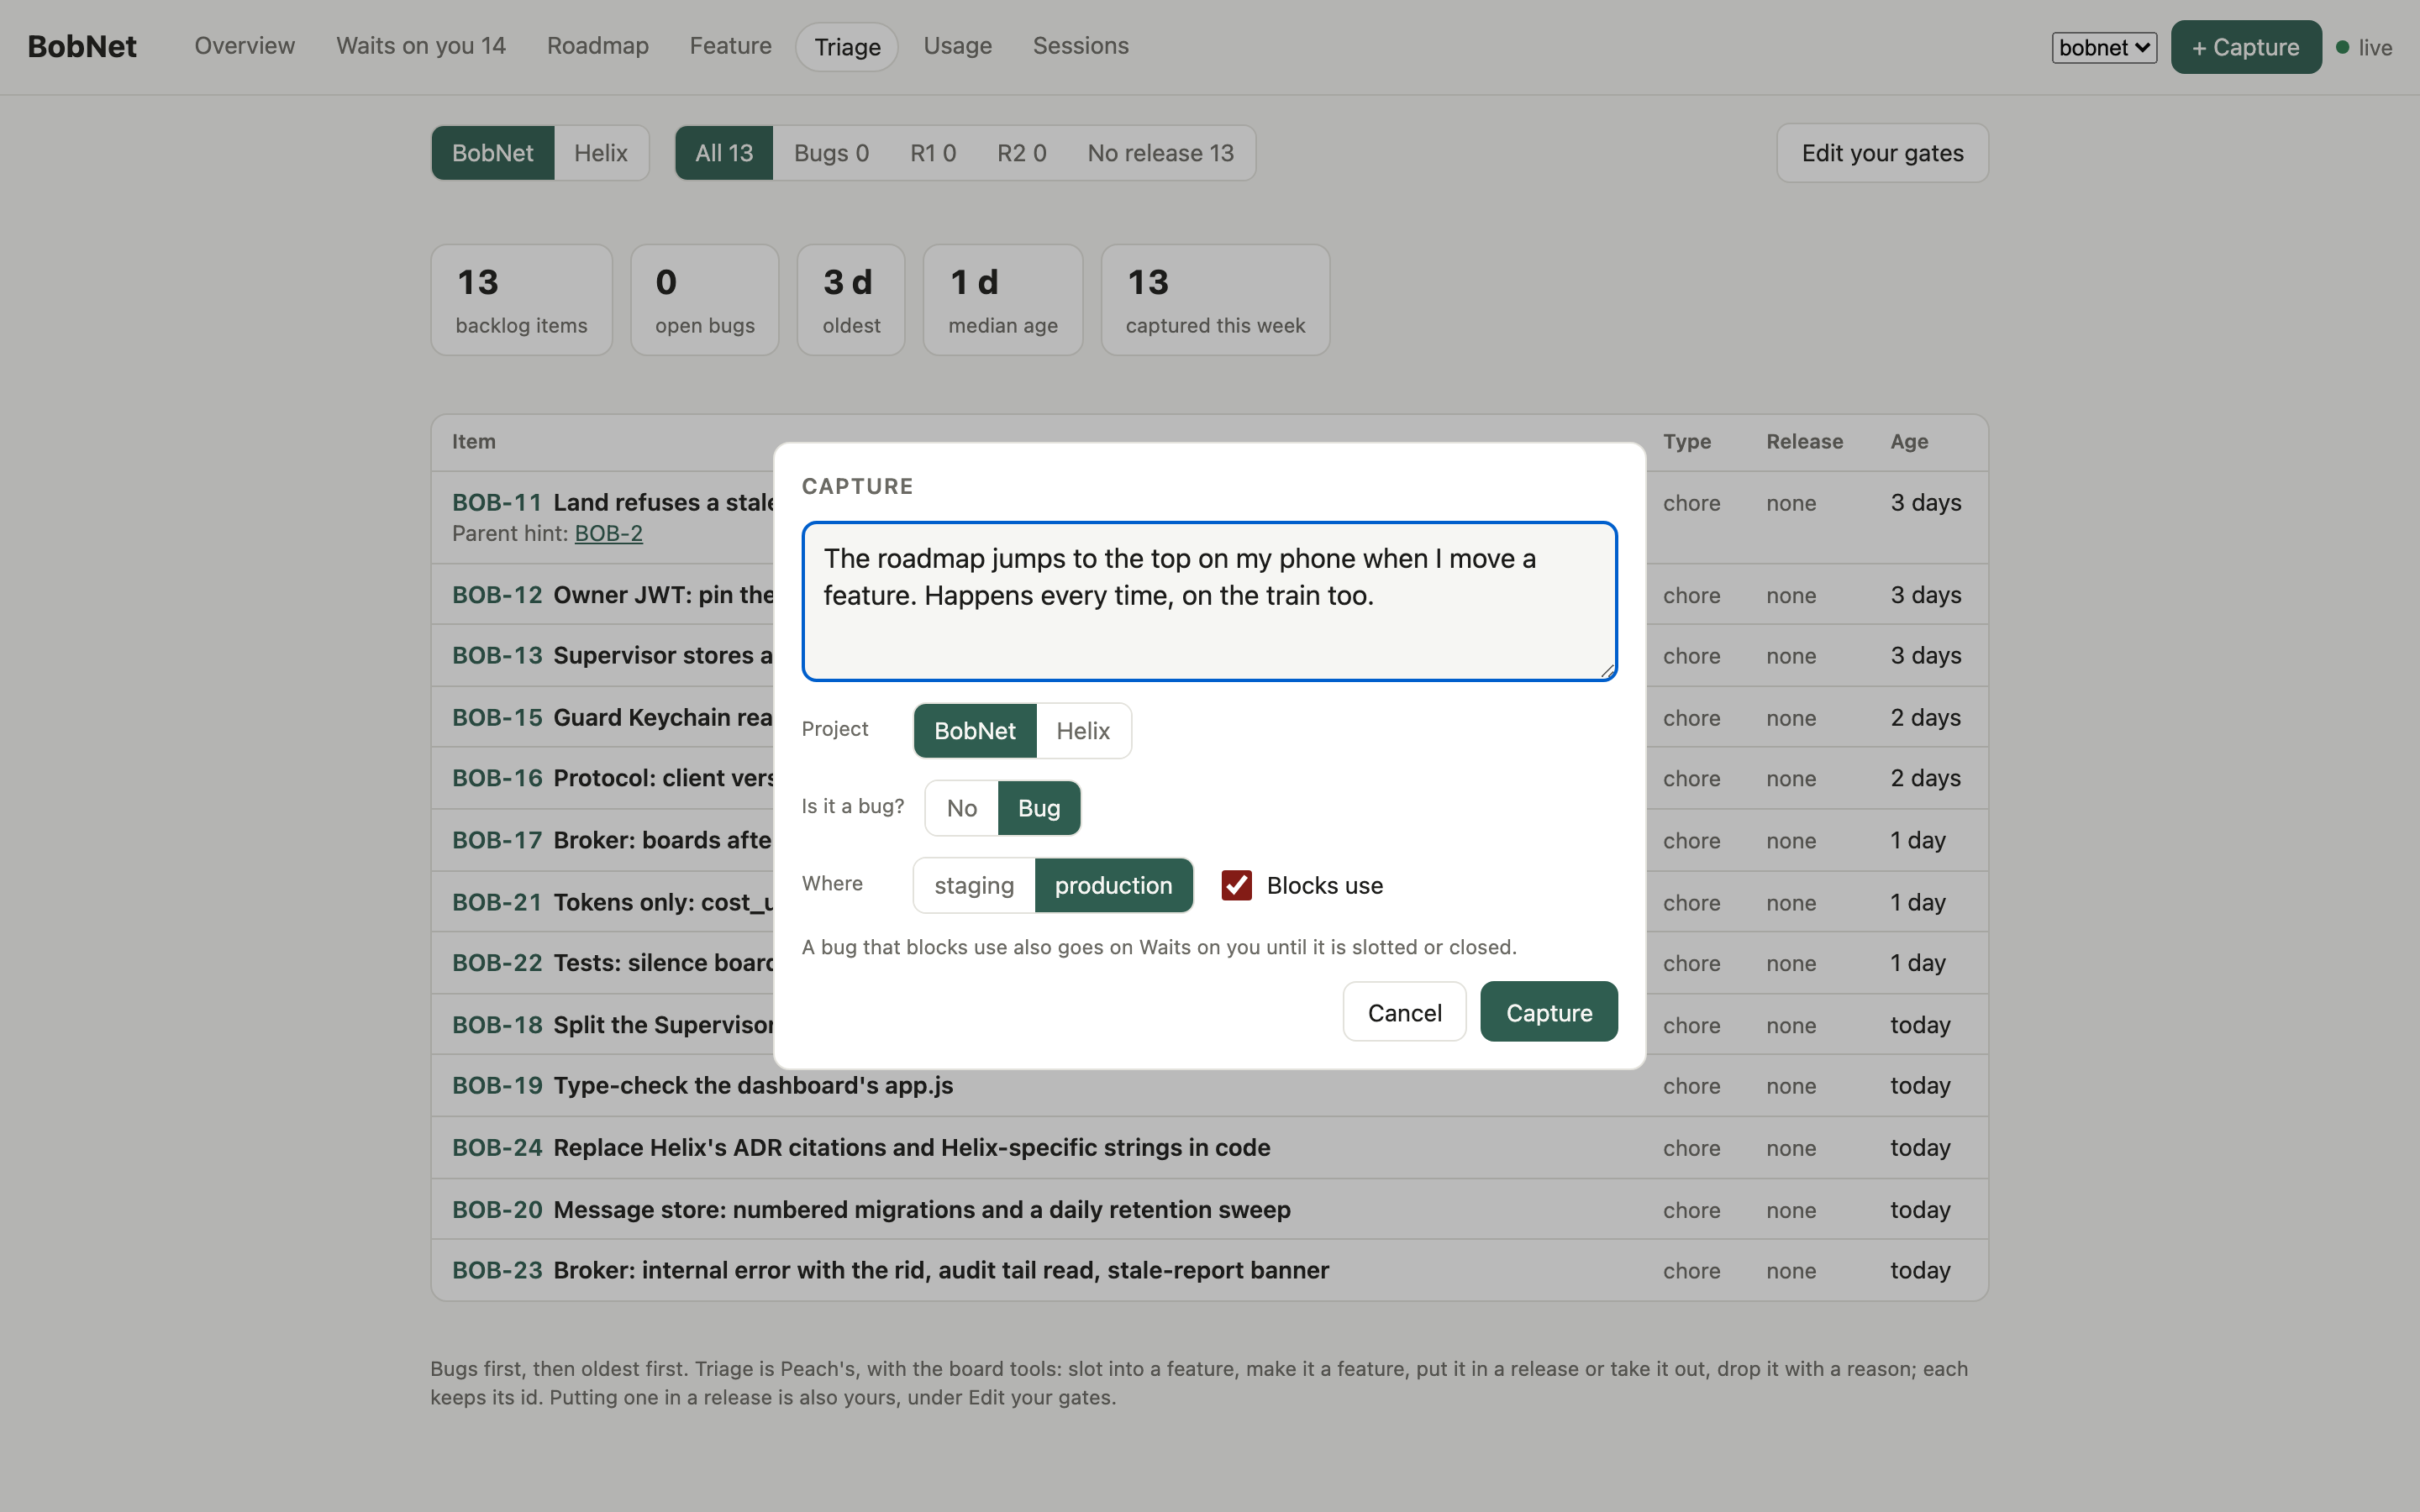 BobNet
Overview
Waits on you 14
Roadmap
Feature
Triage
Usage
Sessions
bobnet
+ Capture
live
BobNet
Helix
All 13
Bugs 0
R1 0
R2 0
No release 13
Edit your gates
13
backlog items
0
open bugs
3 d
oldest
1 d
median age
13
captured this week
Item
Type
Release
Age
BOB-11 Land refuses a stale
chore
none
3 days
Parent hint: BOB-2
BOB-12 Owner JWT: pin the
chore
none
3 days
BOB-13 Supervisor stores a
chore
none
3 days
BOB-15 Guard Keychain rea
chore
none
2 days
BOB-16 Protocol: client vers
chore
none
2 days
BOB-17 Broker: boards afte
chore
none
1 day
BOB-21 Tokens only: cost_u
chore
none
1 day
BOB-22 Tests: silence board
chore
none
1 day
BOB-18 Split the Supervisor
chore
none
today
BOB-19 Type-check the dashboard's app.js
chore
none
today
BOB-24 Replace Helix's ADR citations and Helix-specific strings in code
chore
none
today
BOB-20 Message store: numbered migrations and a daily retention sweep
chore
none
today
BOB-23 Broker: internal error with the rid, audit tail read, stale-report banner
chore
none
today
CAPTURE
The roadmap jumps to the top on my phone when I move a
feature. Happens every time, on the train too.
Project
BobNet
Helix
Is it a bug?
No
Bug
Where
staging
production
Blocks use
A bug that blocks use also goes on Waits on you until it is slotted or closed.
Cancel
Capture
Bugs first, then oldest first. Triage is Peach's, with the board tools: slot into a feature, make it a feature, put it in a release or take it out, drop it with a reason; each
keeps its id. Putting one in a release is also yours, under Edit your gates.